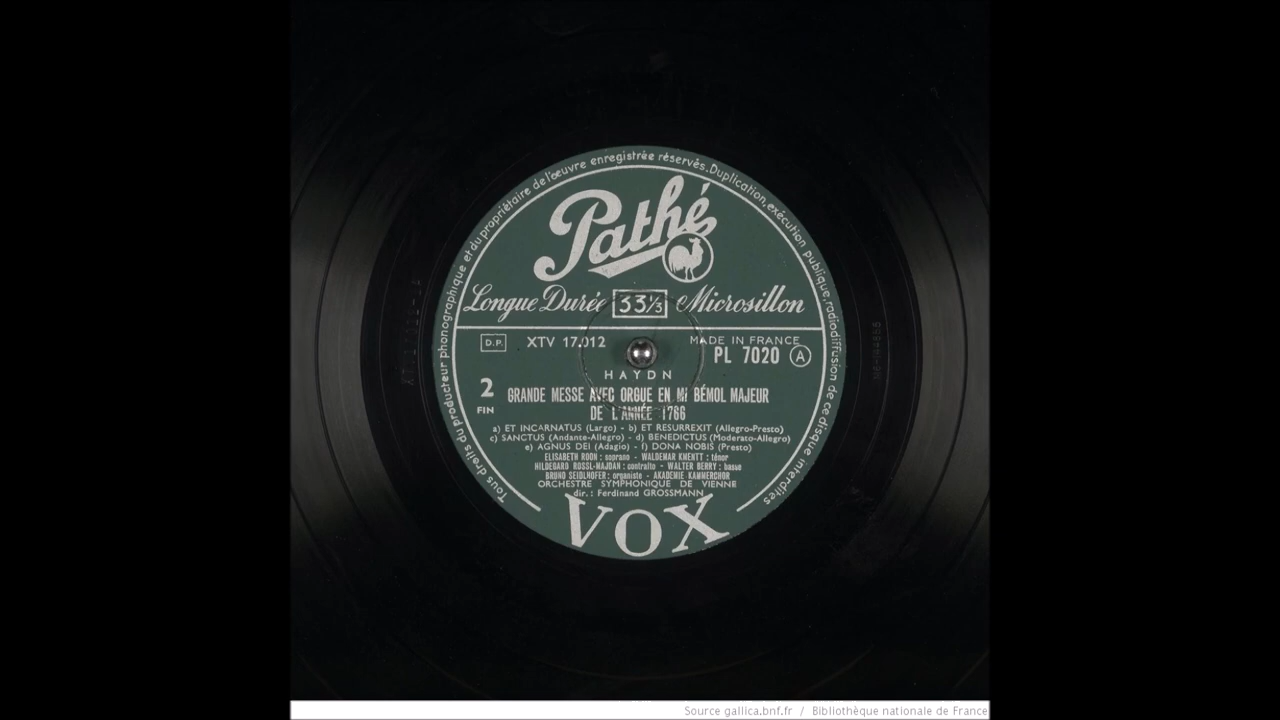 Tous droits du producteur phonographique et du propriétaire de l'œuvre enregistrée réservés. Duplication, exécution publique, radiodiffusion de ce disque interdites
Pathé
Longue Durée 33⅓ Microsillon
D.P. XTV 17.012 MADE IN FRANCE
PL 7020 A
HAYDN
2 GRANDE MESSE AVEC ORGUE EN MI BÉMOL MAJEUR
FIN DE L'ANNÉE 1766
a) ET INCARNATUS (Largo) - b) ET RESURREXIT (Allegro-Presto)
c) SANCTUS (Andante-Allegro) - d) BENEDICTUS (Moderato-Allegro)
e) AGNUS DEI (Adagio) - f) DONA NOBIS (Presto)
ELISABETH ROON : soprano - WALDEMAR KMENTT : ténor
HILDEGARD ROSSL-MAJDAN : contralto - WALTER BERRY : basse
BRUNO SEIDLHOFER : organiste - AKADEMIE KAMMERCHOR
ORCHESTRE SYMPHONIQUE DE VIENNE
dir. : Ferdinand GROSSMANN
VOX
Source gallica.bnf.fr / Bibliothèque nationale de France